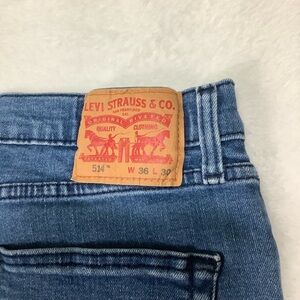 LEVI STRAUSS & CO.
SAN FRANCISCO
CAL
ORIGINAL RIVETED
QUALITY CLOTHING
514™ W 36 L 30